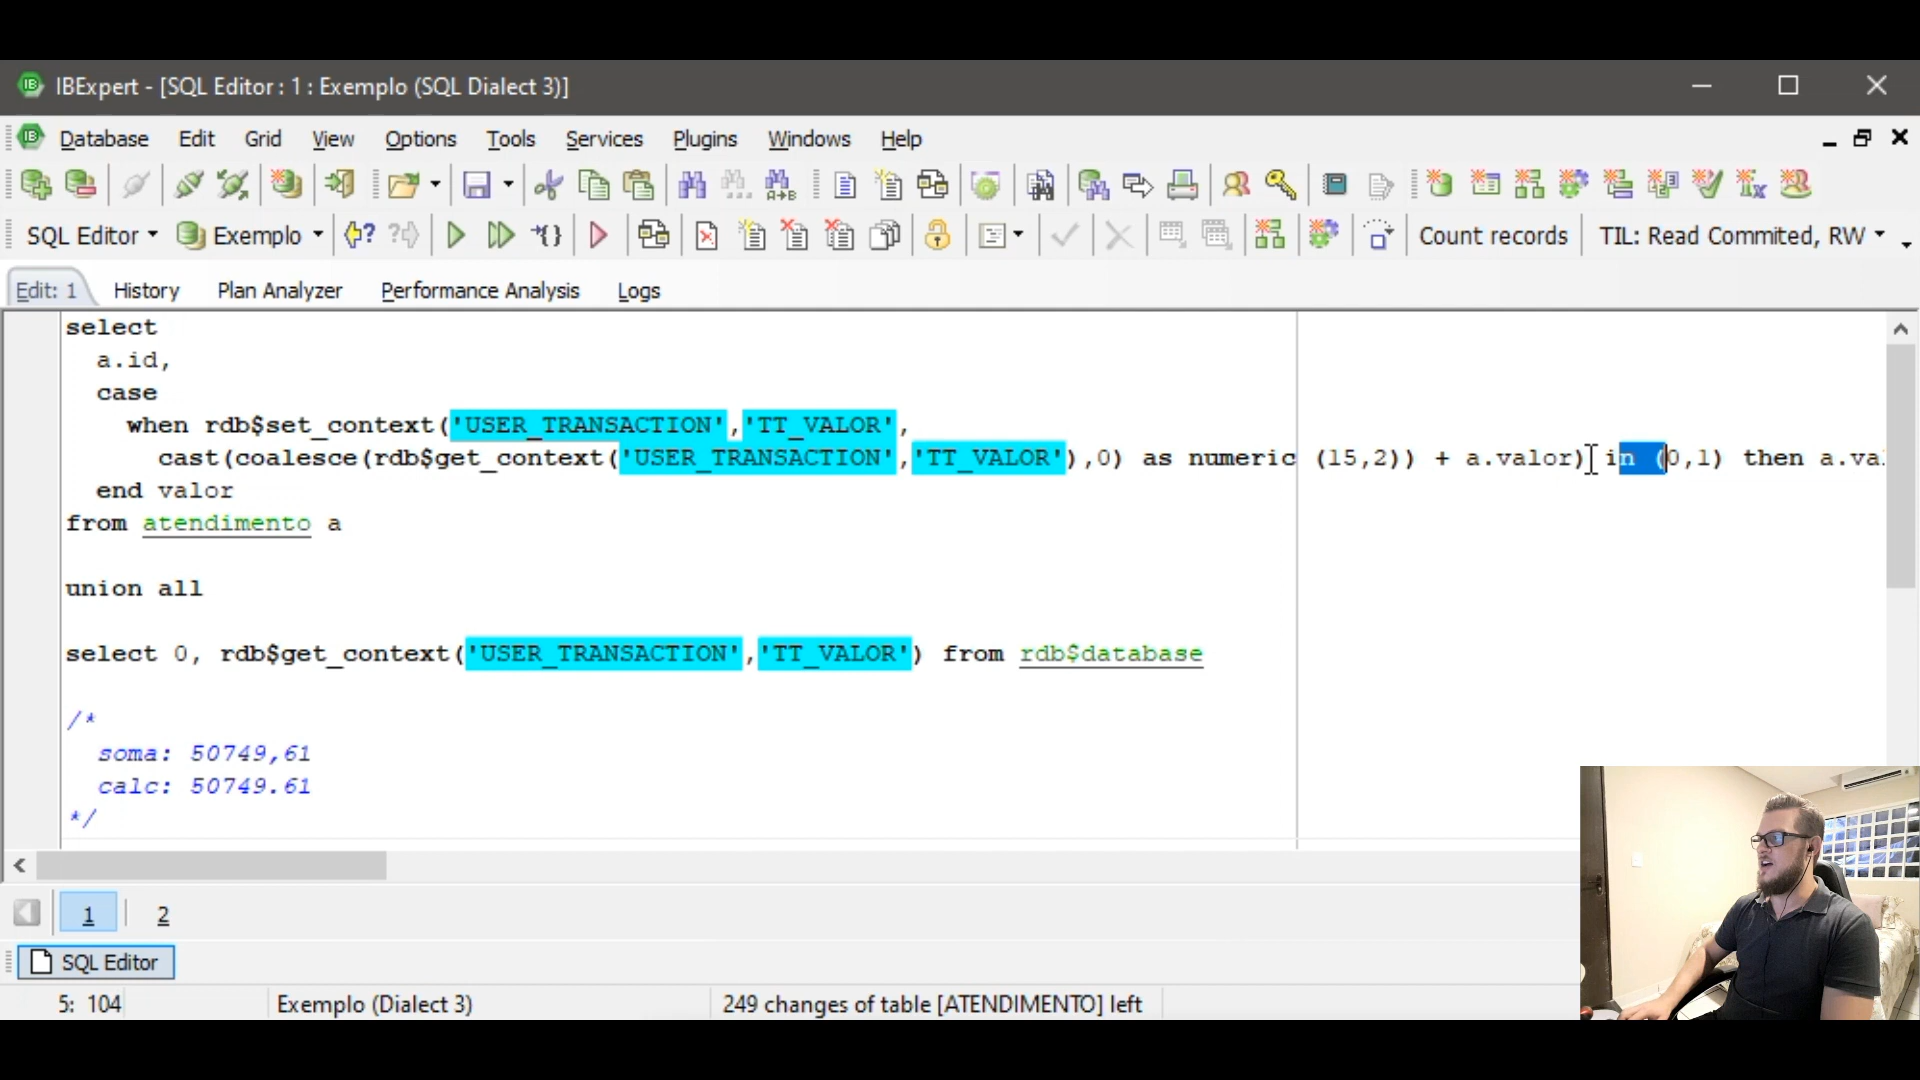 IBExpert - [SQL Editor : 1 : Exemplo (SQL Dialect 3)]
Database Edit Grid View Options Tools Services Plugins Windows Help
SQL Editor Exemplo Count records TIL: Read Commited, RW
Edit: 1 History Plan Analyzer Performance Analysis Logs
select
a.id,
case
when rdb$set_context('USER_TRANSACTION','TT_VALOR',
cast(coalesce(rdb$get_context('USER_TRANSACTION','TT_VALOR'),0) as numeric (15,2)) + a.valor) in (0,1) then a.va
end valor
from atendimento a
union all
select 0, rdb$get_context('USER_TRANSACTION','TT_VALOR') from rdb$database
/*
soma: 50749,61
calc: 50749.61
*/
1 2
SQL Editor
5: 104 Exemplo (Dialect 3) 249 changes of table [ATENDIMENTO] left